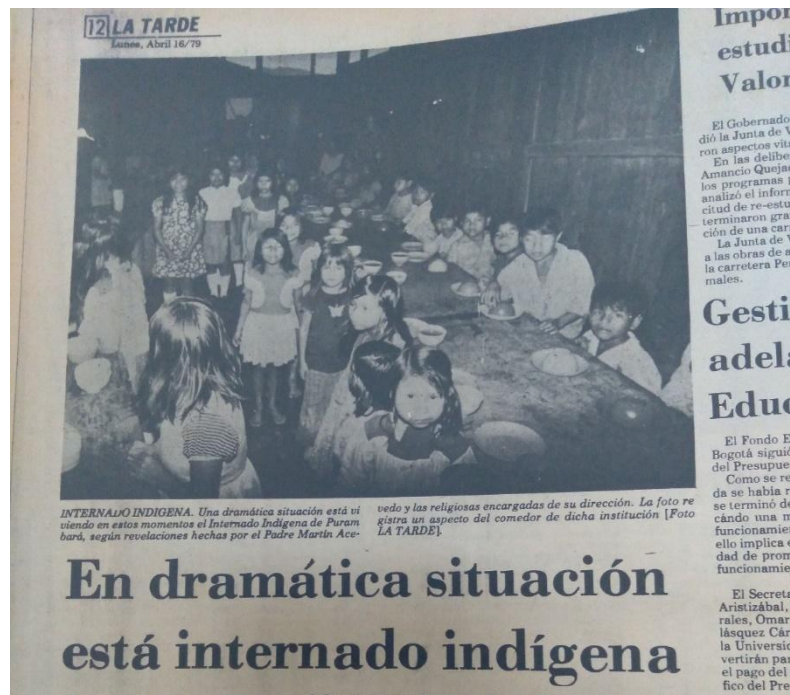 12 LA TARDE
Lunes, Abril 16/79
INTERNADO INDIGENA. Una dramática situación está vi
viendo en estos momentos el Internado Indígena de Puram
bará, según revelaciones hechas por el Padre Martín Ace-
vedo y las religiosas encargadas de su dirección. La foto re
gistra un aspecto del comedor de dicha institución [Foto
LA TARDE].
En dramática situación
está internado indígena
Impor
estudi
Valor
El Gobernado
dió la Junta de V
ron aspectos vita
En las delibe
Amancio Queja
los programas p
analizó el inform
citud de re-estu
terminaron gra
ción de una car
La Junta de V
a las obras de a
la carretera Per
males.
Gesti
adela
Educ
El Fondo E
Bogotá siguió
del Presupue
Como se re
da se había r
se terminó de
cándo una m
funcionamie
ello implica e
dad de prom
funcionamie
El Secreta
Aristizábal,
rales, Omar
lásquez Cár
la Universid
vertirán par
el pago del
fico del Pre